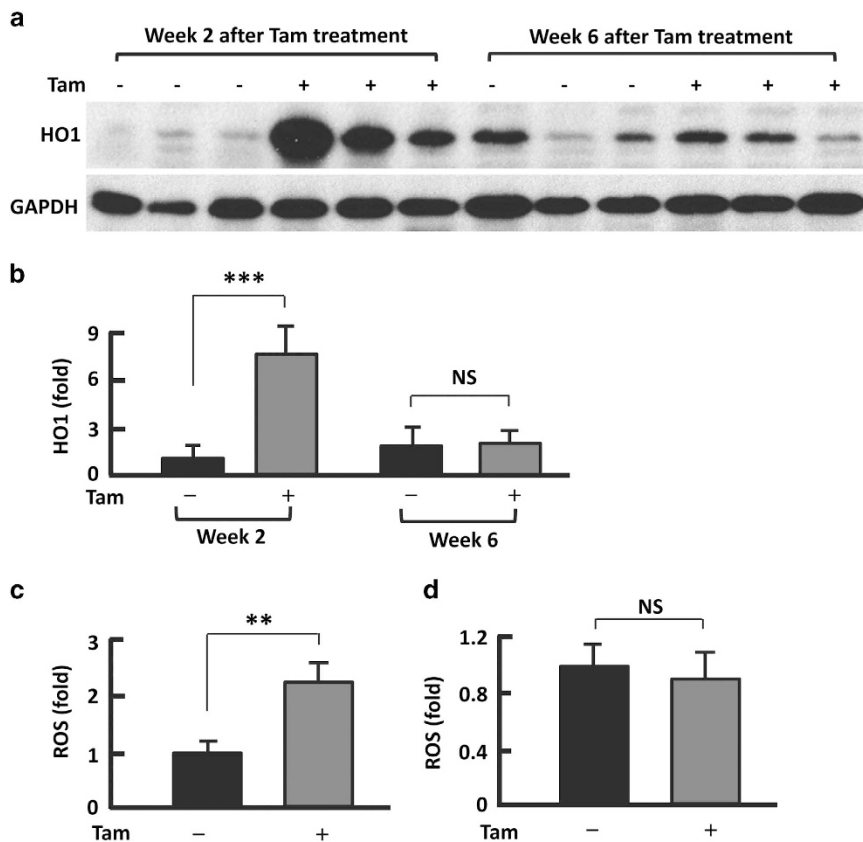 a
Week 2 after Tam treatment Week 6 after Tam treatment
Tam - - - + + + - - - + + +
HO1
GAPDH
b
***
NS
9
6
3
0
HO1 (fold)
Tam − + − +
Week 2 Week 6
c
**
3
2
1
0
ROS (fold)
Tam − +
d
NS
1.2
0.8
0.4
0
ROS (fold)
Tam − +